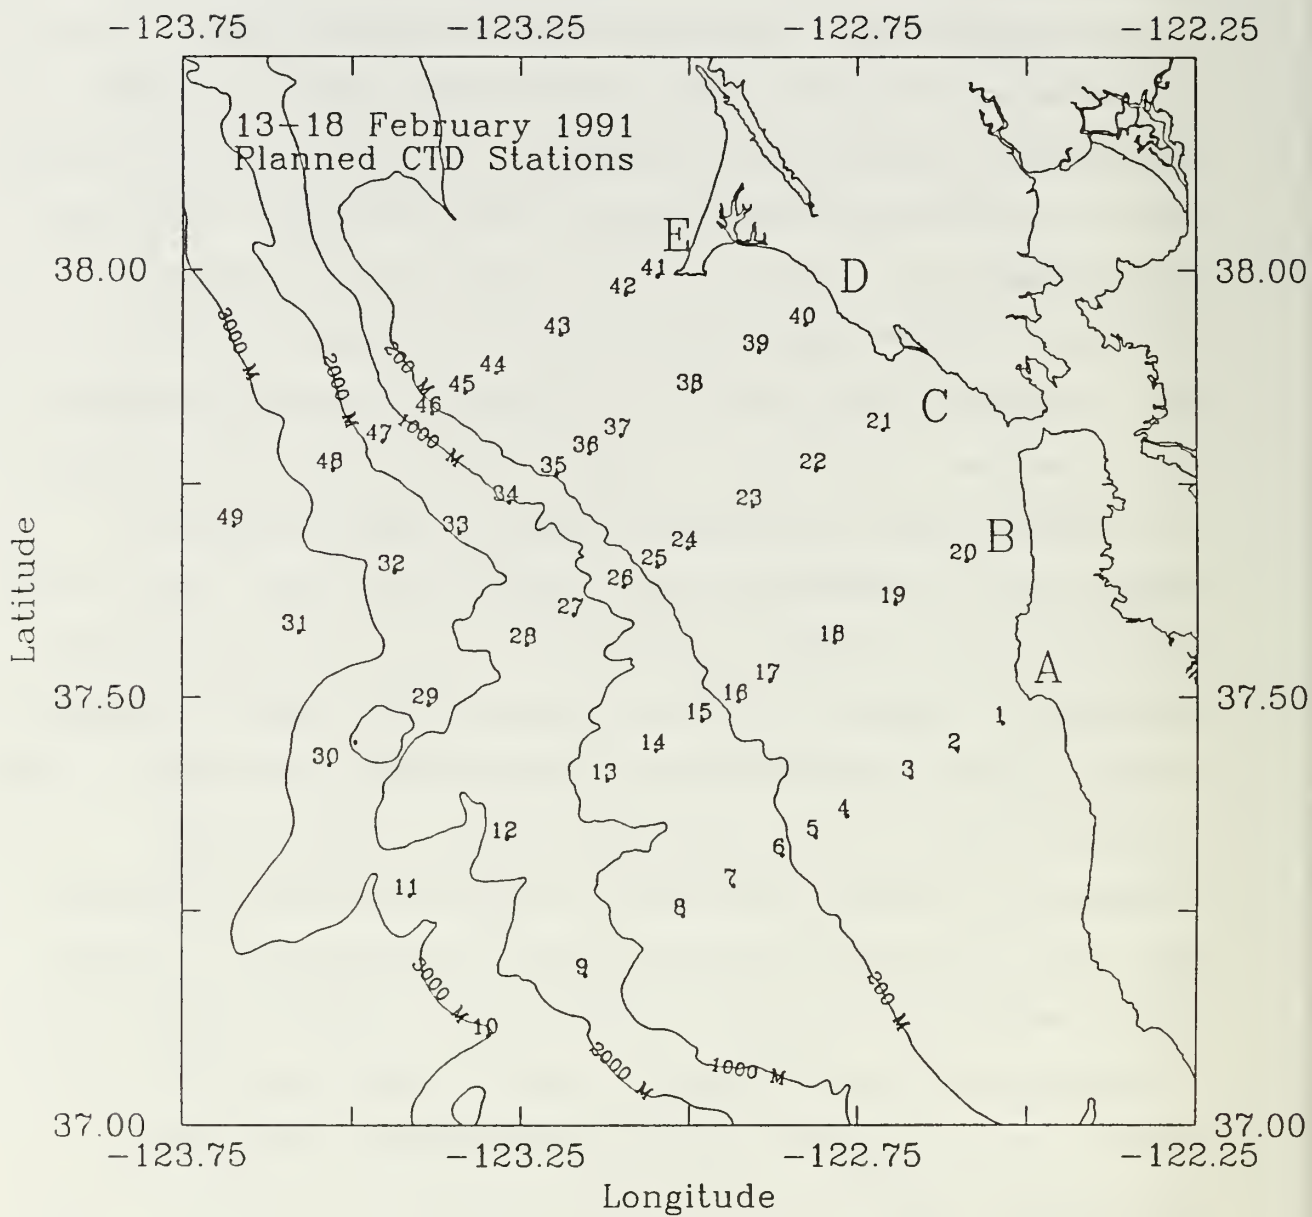 -123.75 -123.25 -122.75 -122.25
13-18 February 1991
Planned CTD Stations
E
41
D
38.00 38.00
42
40
43
3000 M
39
200 M
44
45
38
2000 M
46
C
47
1000 M
37
21
36
48
35
22
34
23
49
33
24
B
20
32
25
26
27
19
31
28
18
Latitude
17
A
29
16
37.50 37.50
15
1
14
2
30
13
3
4
12
5
6
11
7
8
9
3000 M
200 M
10
2000 M
1000 M
37.00 37.00
-123.75 -123.25 -122.75 -122.25
Longitude